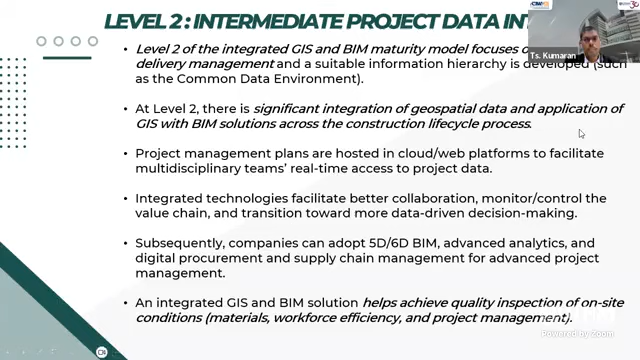 LEVEL 2 : INTERMEDIATE PROJECT DATA
Ts. Kumaran
• Level 2 of the integrated GIS and BIM maturity model focuses
delivery management and a suitable information hierarchy is developed (such
as the Common Data Environment).
• At Level 2, there is significant integration of geospatial data and application of
GIS with BIM solutions across the construction lifecycle process.
• Project management plans are hosted in cloud/web platforms to facilitate
multidisciplinary teams’ real-time access to project data.
• Integrated technologies facilitate better collaboration, monitor/control the
value chain, and transition toward more data-driven decision-making.
• Subsequently, companies can adopt 5D/6D BIM, advanced analytics, and
digital procurement and supply chain management for advanced project
management.
• An integrated GIS and BIM solution helps achieve quality inspection of on-site
conditions (materials, workforce efficiency, and project management).
Powered by Zoom